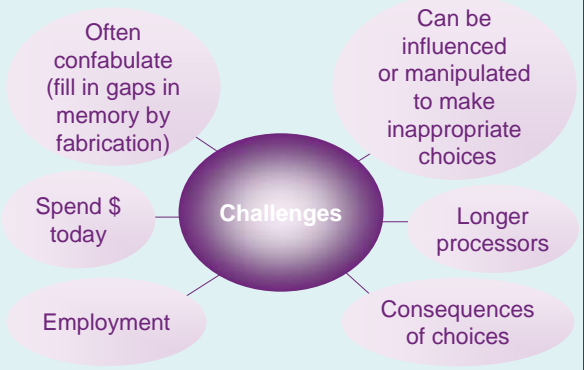 Often
confabulate
(fill in gaps in
memory by
fabrication)
Can be
influenced
or manipulated
to make
inappropriate
choices
Challenges
Spend $
today
Longer
processors
Employment
Consequences
of choices